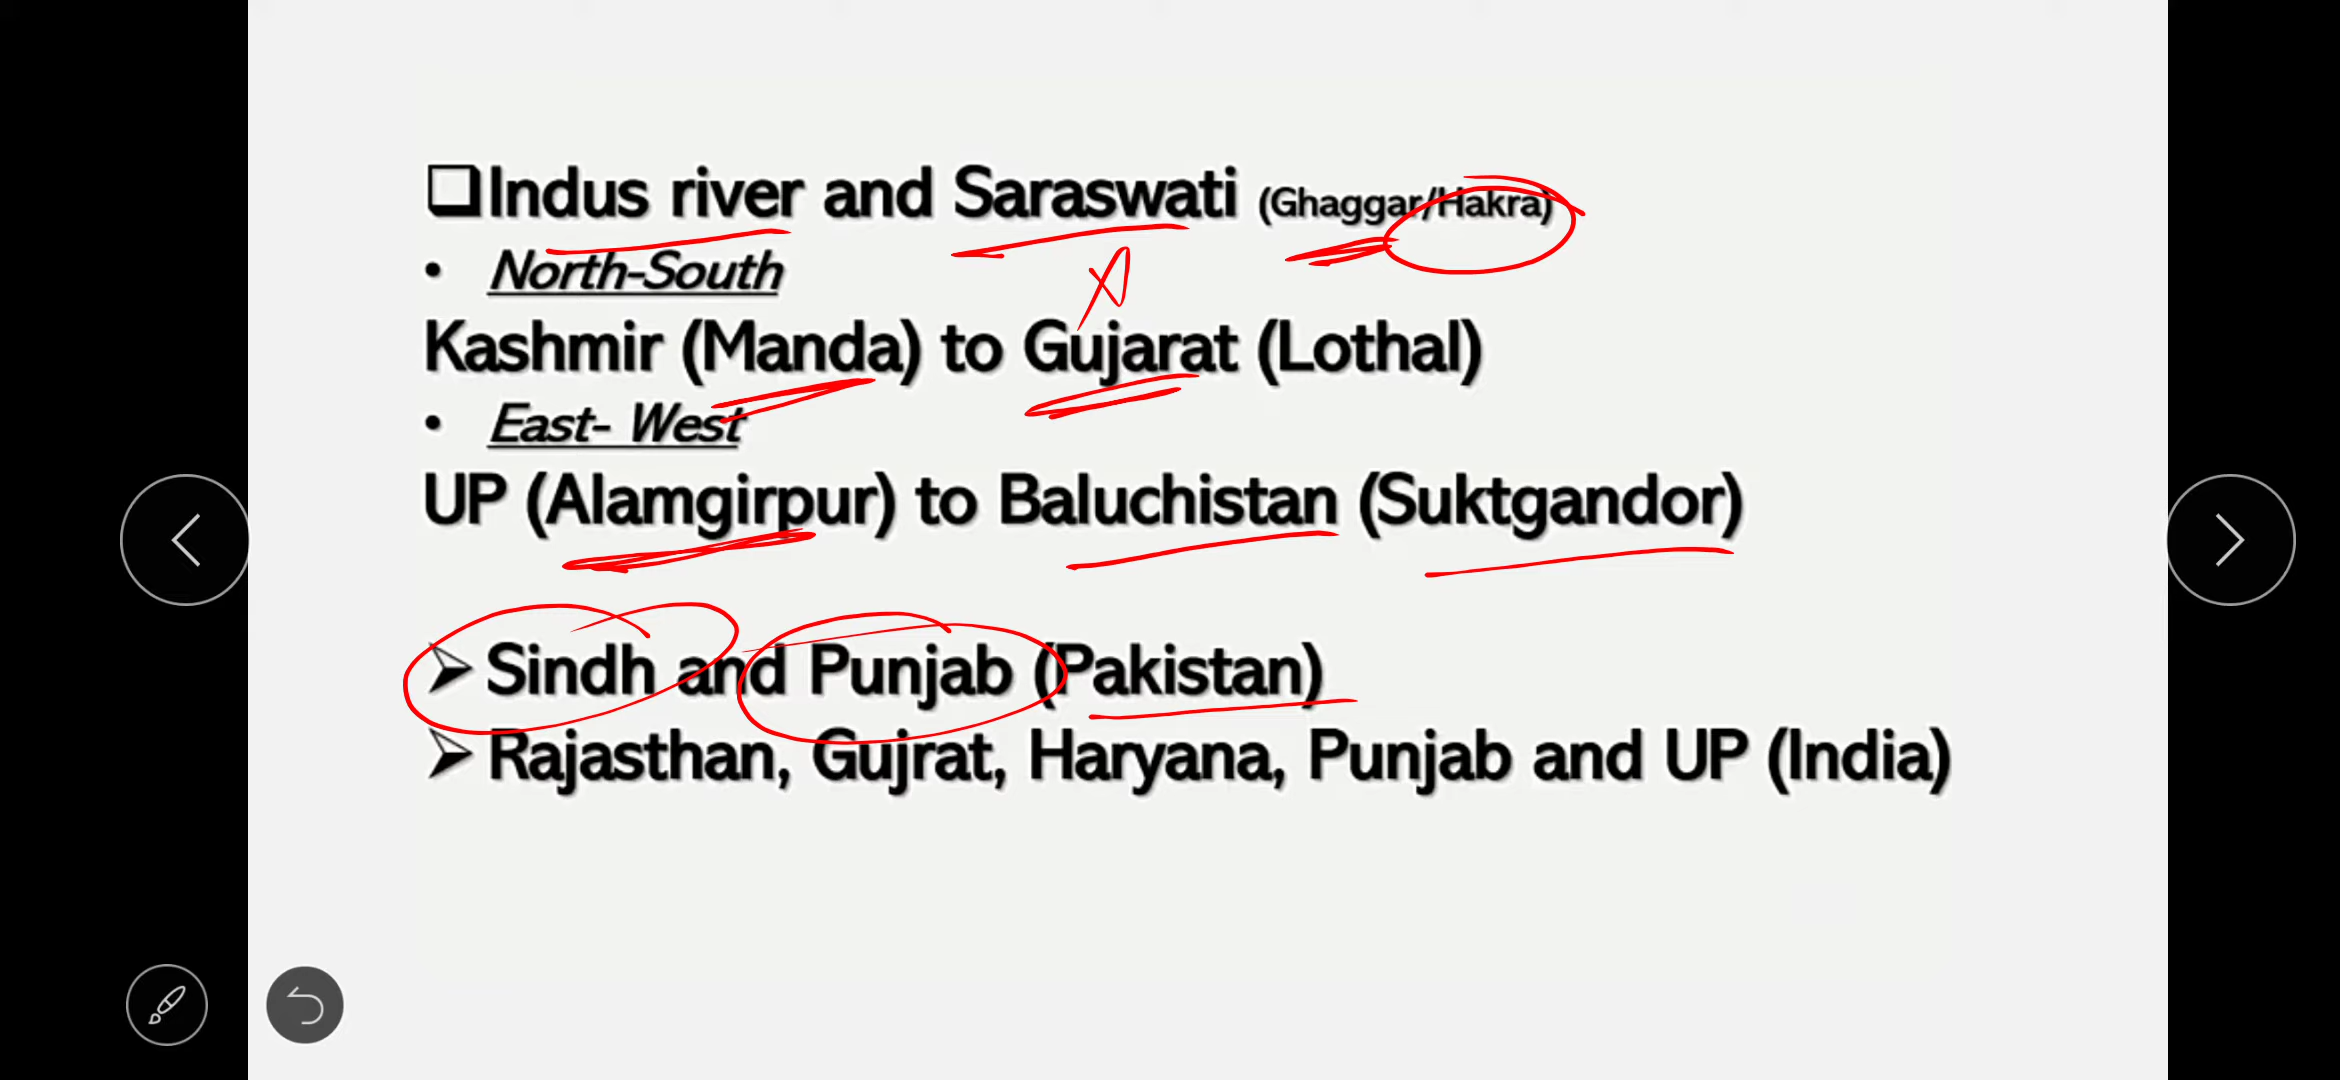 Indus river and Saraswati (Ghaggar/Hakra)
• North-South
Kashmir (Manda) to Gujarat (Lothal)
• East- West
UP (Alamgirpur) to Baluchistan (Suktgandor)
Sindh and Punjab (Pakistan)
Rajasthan, Gujrat, Haryana, Punjab and UP (India)